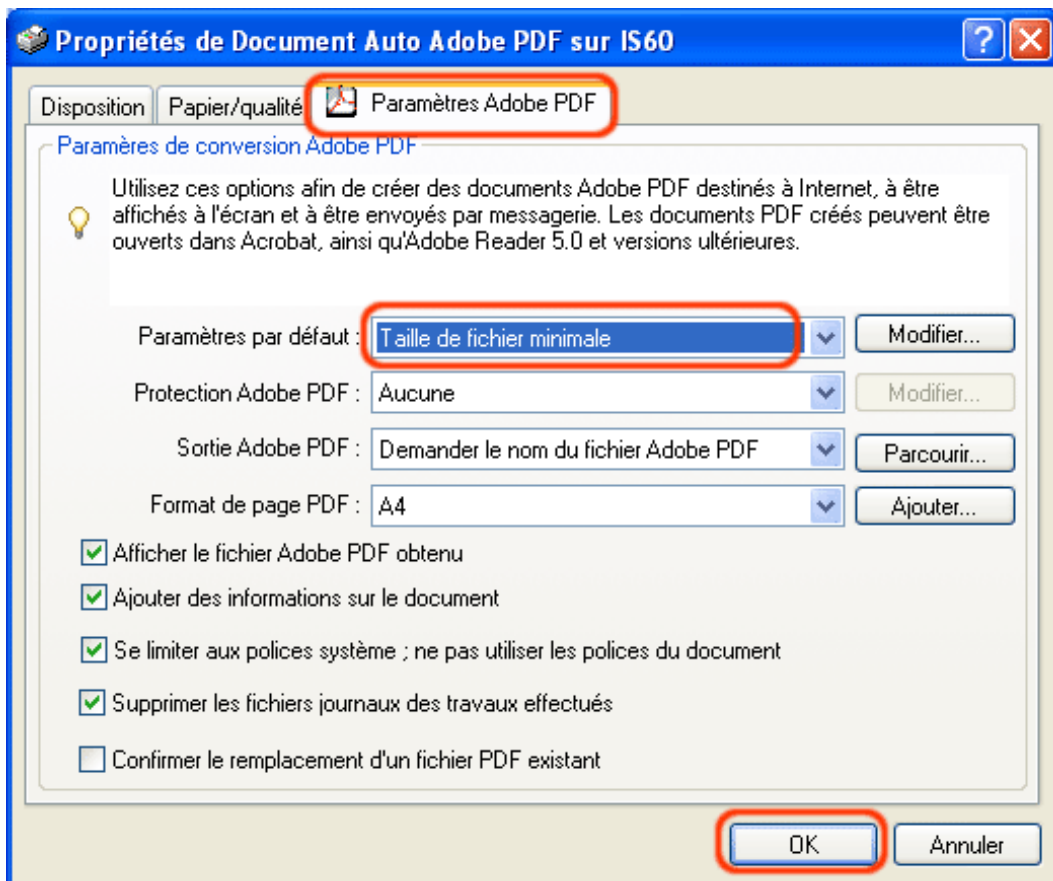 Propriétés de Document Auto Adobe PDF sur IS60
Disposition Papier/qualité Paramètres Adobe PDF
Paramères de conversion Adobe PDF
Utilisez ces options afin de créer des documents Adobe PDF destinés à Internet, à être
affichés à l'écran et à être envoyés par messagerie. Les documents PDF créés peuvent être
ouverts dans Acrobat, ainsi qu'Adobe Reader 5.0 et versions ultérieures.
Paramètres par défaut : Taille de fichier minimale Modifier...
Protection Adobe PDF : Aucune Modifier...
Sortie Adobe PDF : Demander le nom du fichier Adobe PDF Parcourir...
Format de page PDF : A4 Ajouter...
Afficher le fichier Adobe PDF obtenu
Ajouter des informations sur le document
Se limiter aux polices système ; ne pas utiliser les polices du document
Supprimer les fichiers journaux des travaux effectués
Confirmer le remplacement d'un fichier PDF existant
OK Annuler